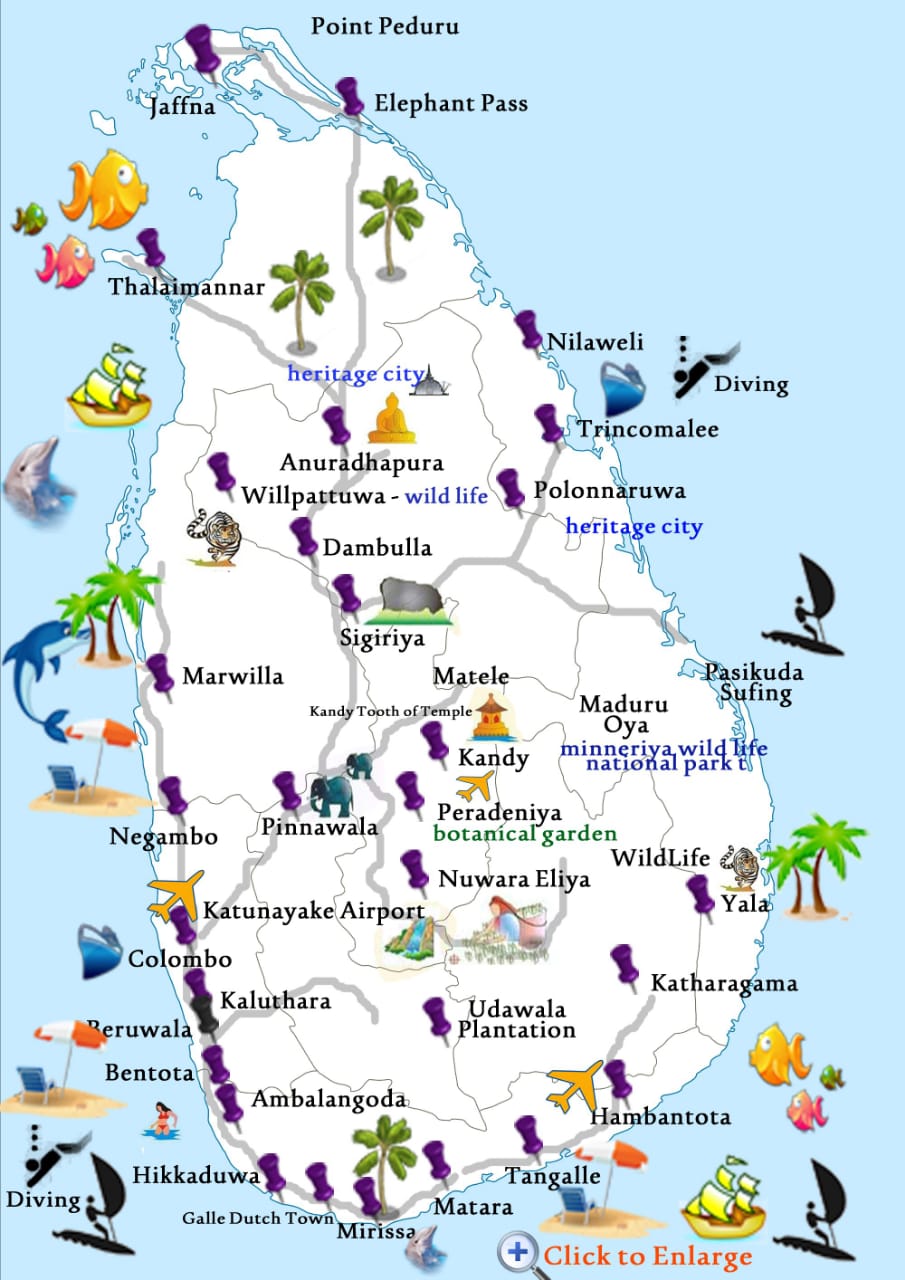 Point Peduru
Jaffna
Elephant Pass
Thalaimannar
Nilaweli
heritage city
Diving
Trincomalee
Anuradhapura
Willpattuwa - wild life
Polonnaruwa
heritage city
Dambulla
Sigiriya
Marwilla
Matele
Pasikuda
Sufing
Kandy Tooth of Temple
Maduru
Oya
Kandy
minneriya wild life
national park t
Peradeniya
botanical garden
Pinnawala
Negambo
WildLife
Nuwara Eliya
Yala
Katunayake Airport
Colombo
Katharagama
Kaluthara
Udawala
Plantation
Beruwala
Bentota
Ambalangoda
Hambantota
Hikkaduwa
Tangalle
Diving
Matara
Galle Dutch Town
Mirissa
Click to Enlarge